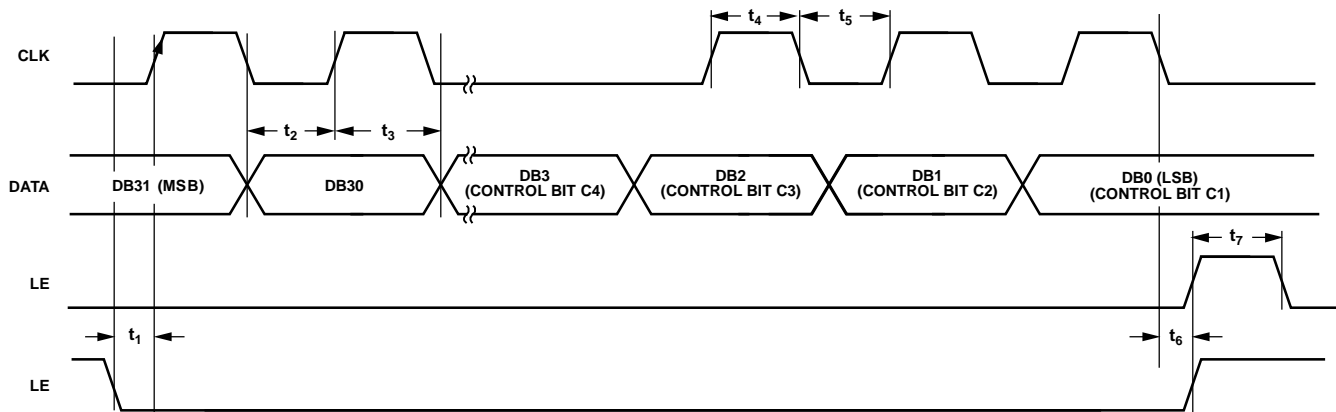 t4
t5
CLK
t2
t3
DATA
DB31 (MSB)
DB30
DB3
(CONTROL BIT C4)
DB2
(CONTROL BIT C3)
DB1
(CONTROL BIT C2)
DB0 (LSB)
(CONTROL BIT C1)
t7
LE
t1
t6
LE